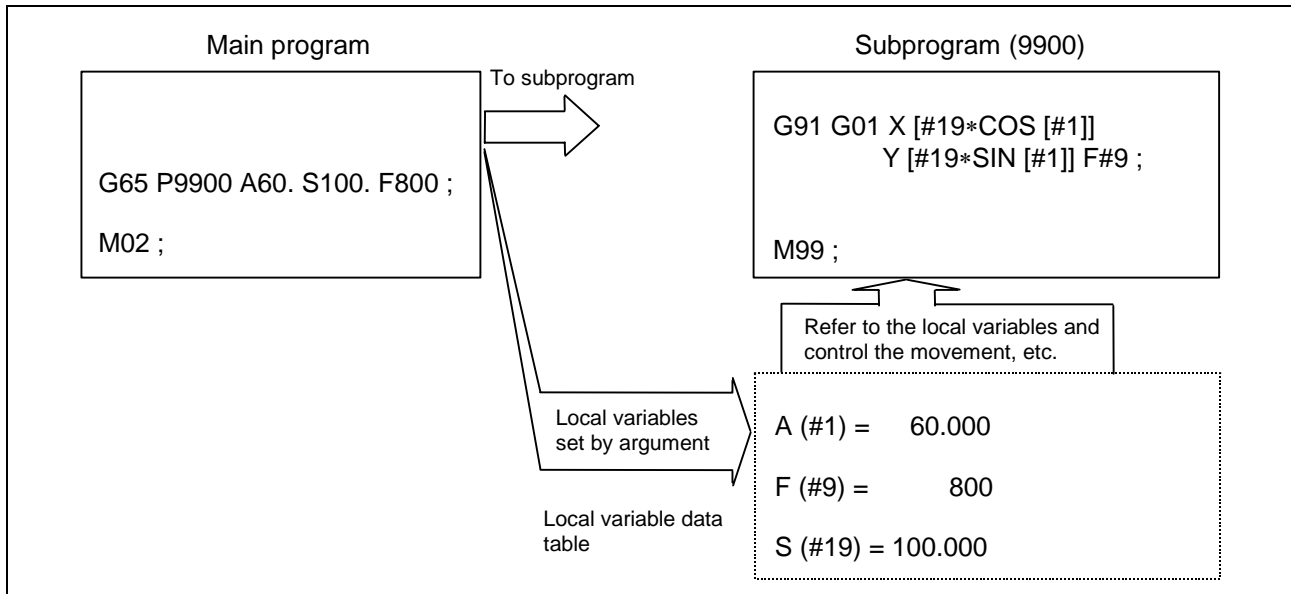 Main program
To subprogram
G65 P9900 A60. S100. F800 ;
M02 ;
Subprogram (9900)
G91 G01 X [#19∗COS [#1]]
Y [#19∗SIN [#1]] F#9 ;
M99 ;
Refer to the local variables and
control the movement, etc.
Local variables
set by argument
Local variable data
table
A (#1) = 60.000
F (#9) = 800
S (#19) = 100.000